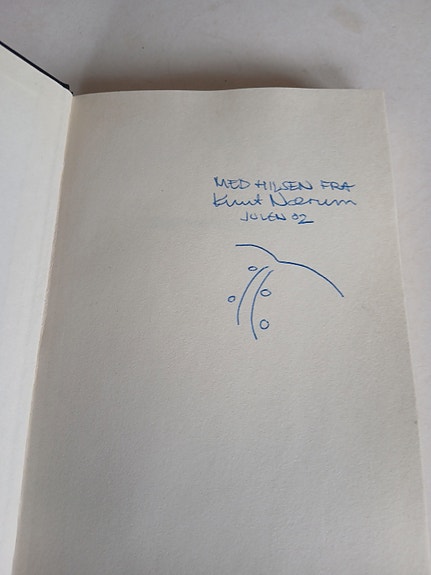 MED HILSEN FRA
Knut Nærum
JULEN 02